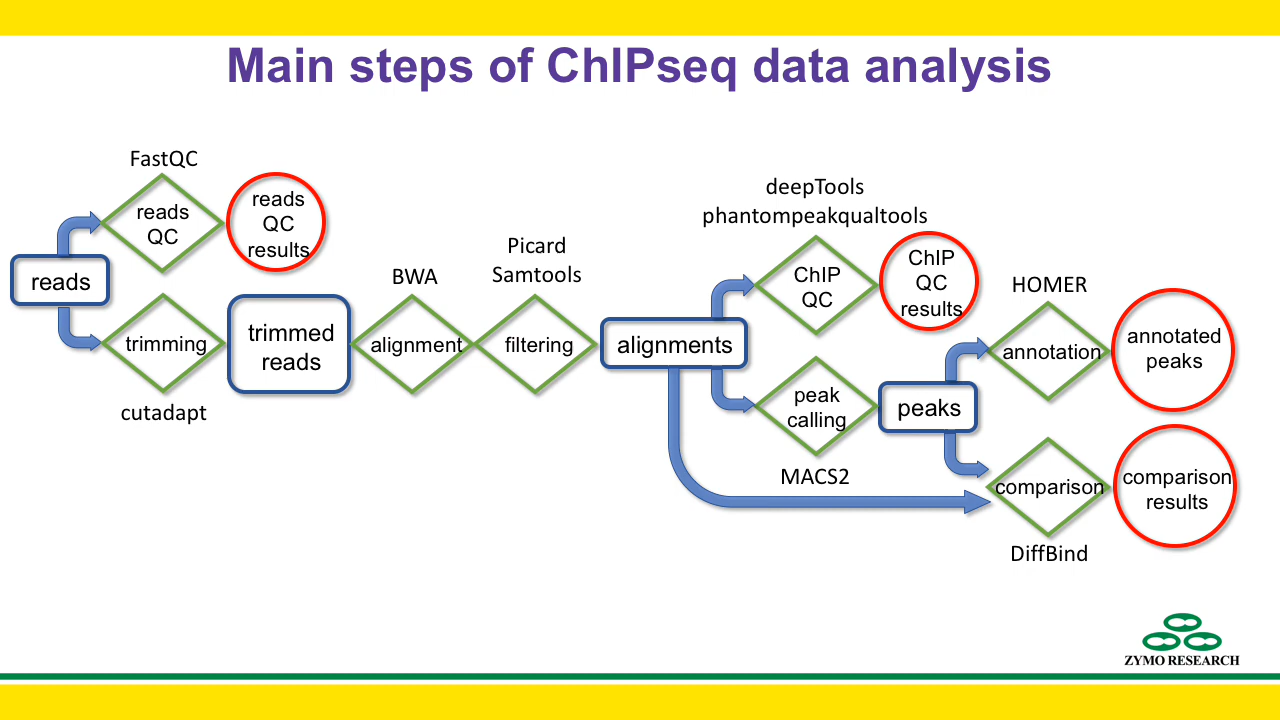 Main steps of ChIPseq data analysis
FastQC
reads
QC
reads
QC
results
reads
trimming
cutadapt
trimmed
reads
BWA
alignment
Picard
Samtools
filtering
alignments
deepTools
phantompeakqualtools
ChIP
QC
ChIP
QC
results
peak
calling
MACS2
peaks
HOMER
annotation
annotated
peaks
comparison
DiffBind
comparison
results
ZYMO RESEARCH